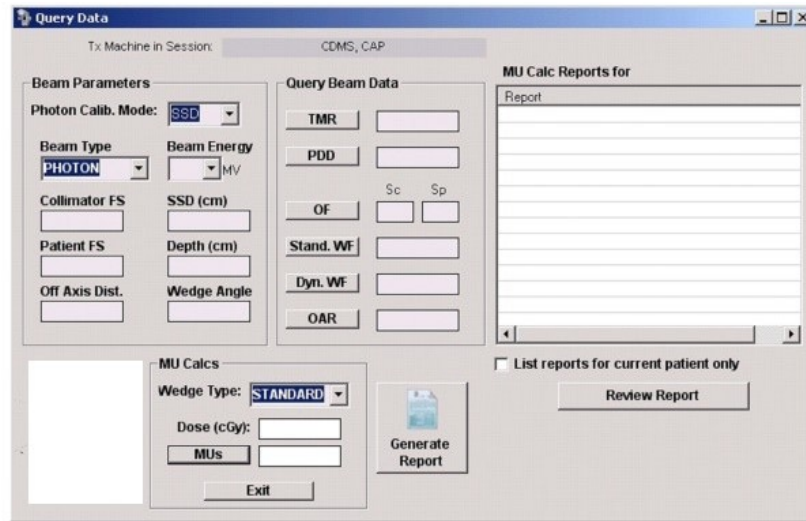 Query Data
Tx Machine in Session: CDMS, CAP
Beam Parameters
Photon Calib. Mode: SSD
Beam Type Beam Energy
PHOTON MV
Collimator FS SSD (cm)
Patient FS Depth (cm)
Off Axis Dist. Wedge Angle
Query Beam Data
TMR
PDD
Sc Sp
OF
Stand. WF
Dyn. WF
OAR
MU Calc Reports for
Report
List reports for current patient only
Review Report
MU Calcs
Wedge Type: STANDARD
Dose (cGy):
MUs
Exit
Generate
Report